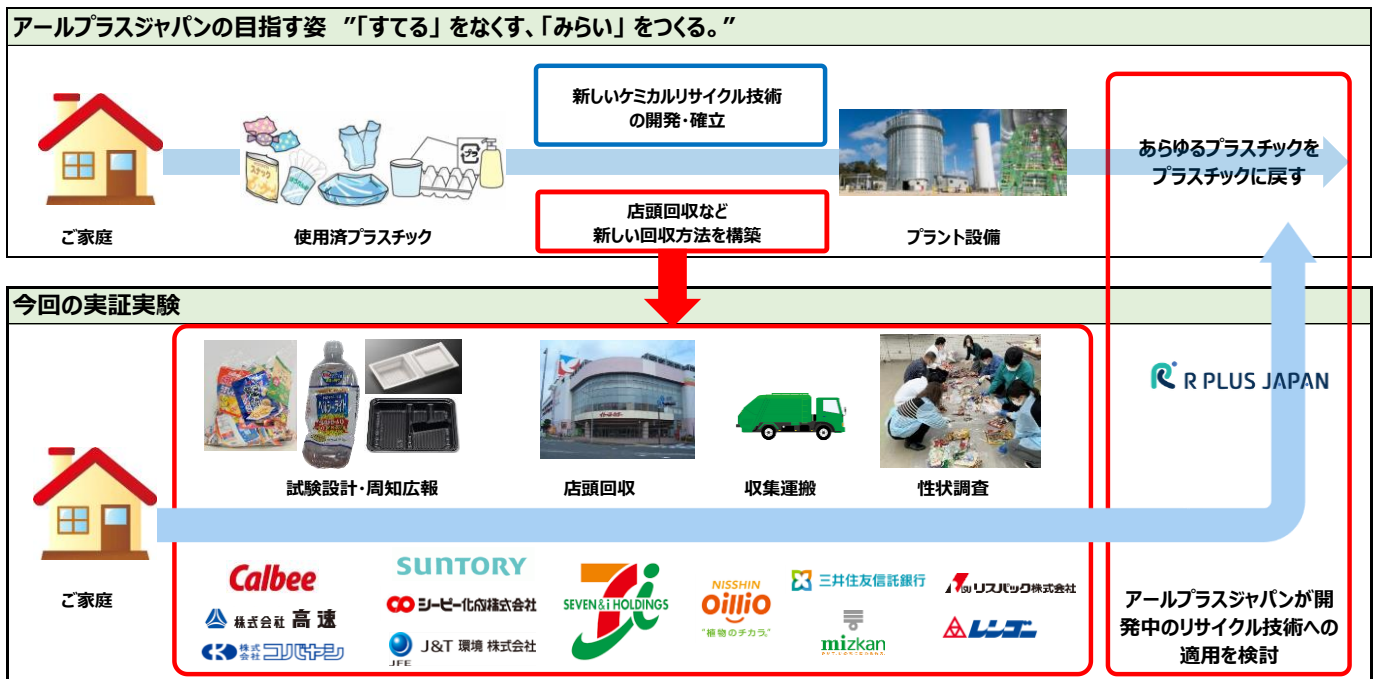 アールプラスジャパンの目指す姿 ”「すてる」をなくす、「みらい」をつくる。”
新しいケミカルリサイクル技術
の開発・確立
プラ
スナック
あらゆるプラスチックを
プラスチックに戻す
店頭回収など
新しい回収方法を構築
ご家庭
使用済プラスチック
プラント設備
今回の実証実験
R PLUS JAPAN
試験設計・周知広報
店頭回収
収集運搬
性状調査
ご家庭
Calbee
SUNTORY
SEVEN&i HOLDINGS
NISSHIN
OilliO
“植物のチカラ。”
三井住友信託銀行
リスパック株式会社
株式会社 高速
シーピー化成株式会社
mizkan
レンゴー
株式会社 コバヤシ
J&T 環境 株式会社
JFE
アールプラスジャパンが開
発中のリサイクル技術への
適用を検討